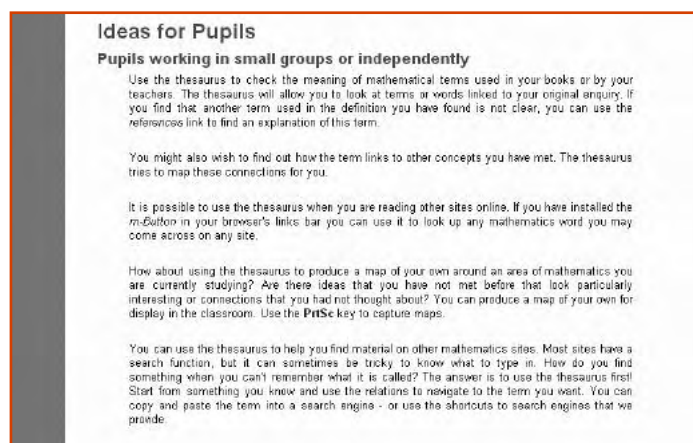 Ideas for Pupils
Pupils working in small groups or independently
Use the thesaurus to check the meaning of mathematical terms used in your books or by your
teachers. The thesaurus will allow you to look at terms or words linked to your original enquiry. If
you find that another term used in the definition you have found is not clear, you can use the
references link to find an explanation of this term.
You might also wish to find out how the term links to other concepts you have met. The thesaurus
tries to map these connections for you.
It is possible to use the thesaurus when you are reading other sites online. If you have installed the
m-Button in your browser's links bar you can use it to look up any mathematics word you may
come across on any site.
How about using the thesaurus to produce a map of your own around an area of mathematics you
are currently studying? Are there ideas that you have not met before that look particularly
interesting or connections that you had not thought about? You can produce a map of your own for
display in the classroom. Use the PrtSc key to capture maps.
You can use the thesaurus to help you find material on other mathematics sites. Most sites have a
search function, but it can sometimes be tricky to know what to type in. How do you find
something when you can't remember what it is called? The answer is to use the thesaurus first!
Start from something you know and use the relations to navigate to the term you want. You can
copy and paste the term into a search engine - or use the shortcuts to search engines that we
provide.